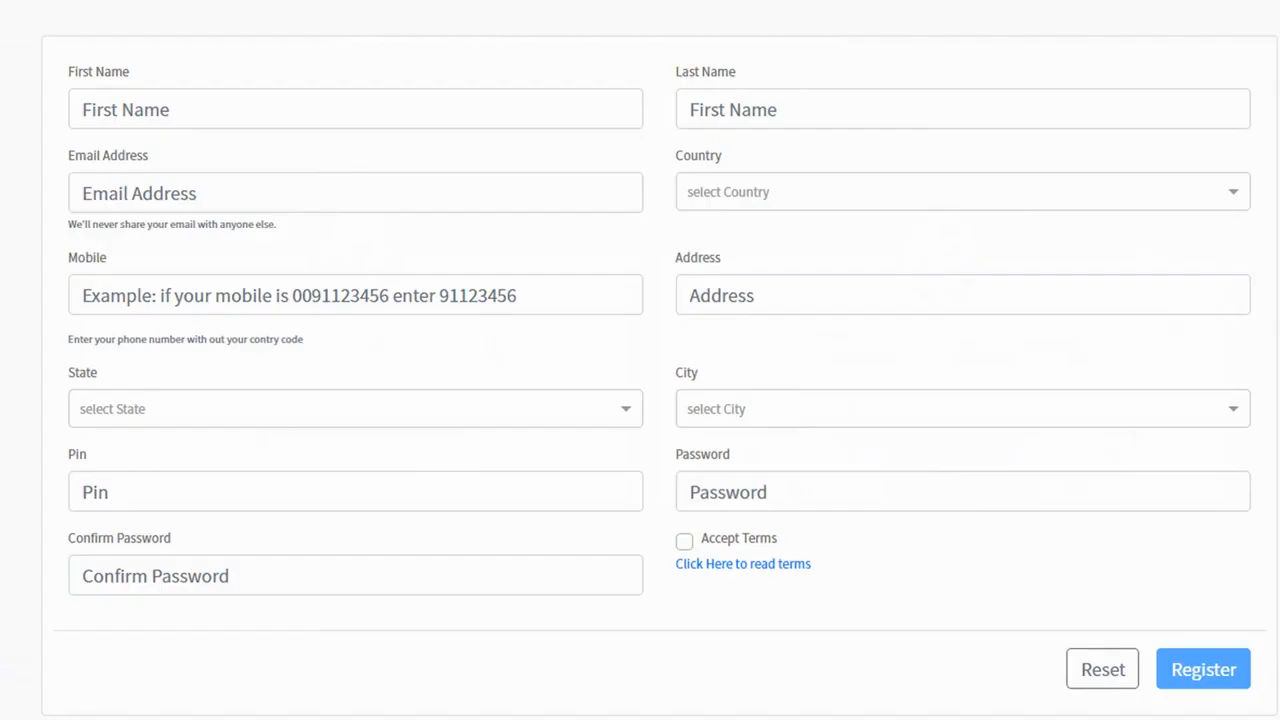 First Name
Last Name
First Name
First Name
Email Address
Country
Email Address
select Country
We'll never share your email with anyone else.
Mobile
Address
Example: if your mobile is 0091123456 enter 91123456
Address
Enter your phone number with out your contry code
State
City
select State
select City
Pin
Password
Pin
Password
Confirm Password
Accept Terms
Confirm Password
Click Here to read terms
Reset
Register